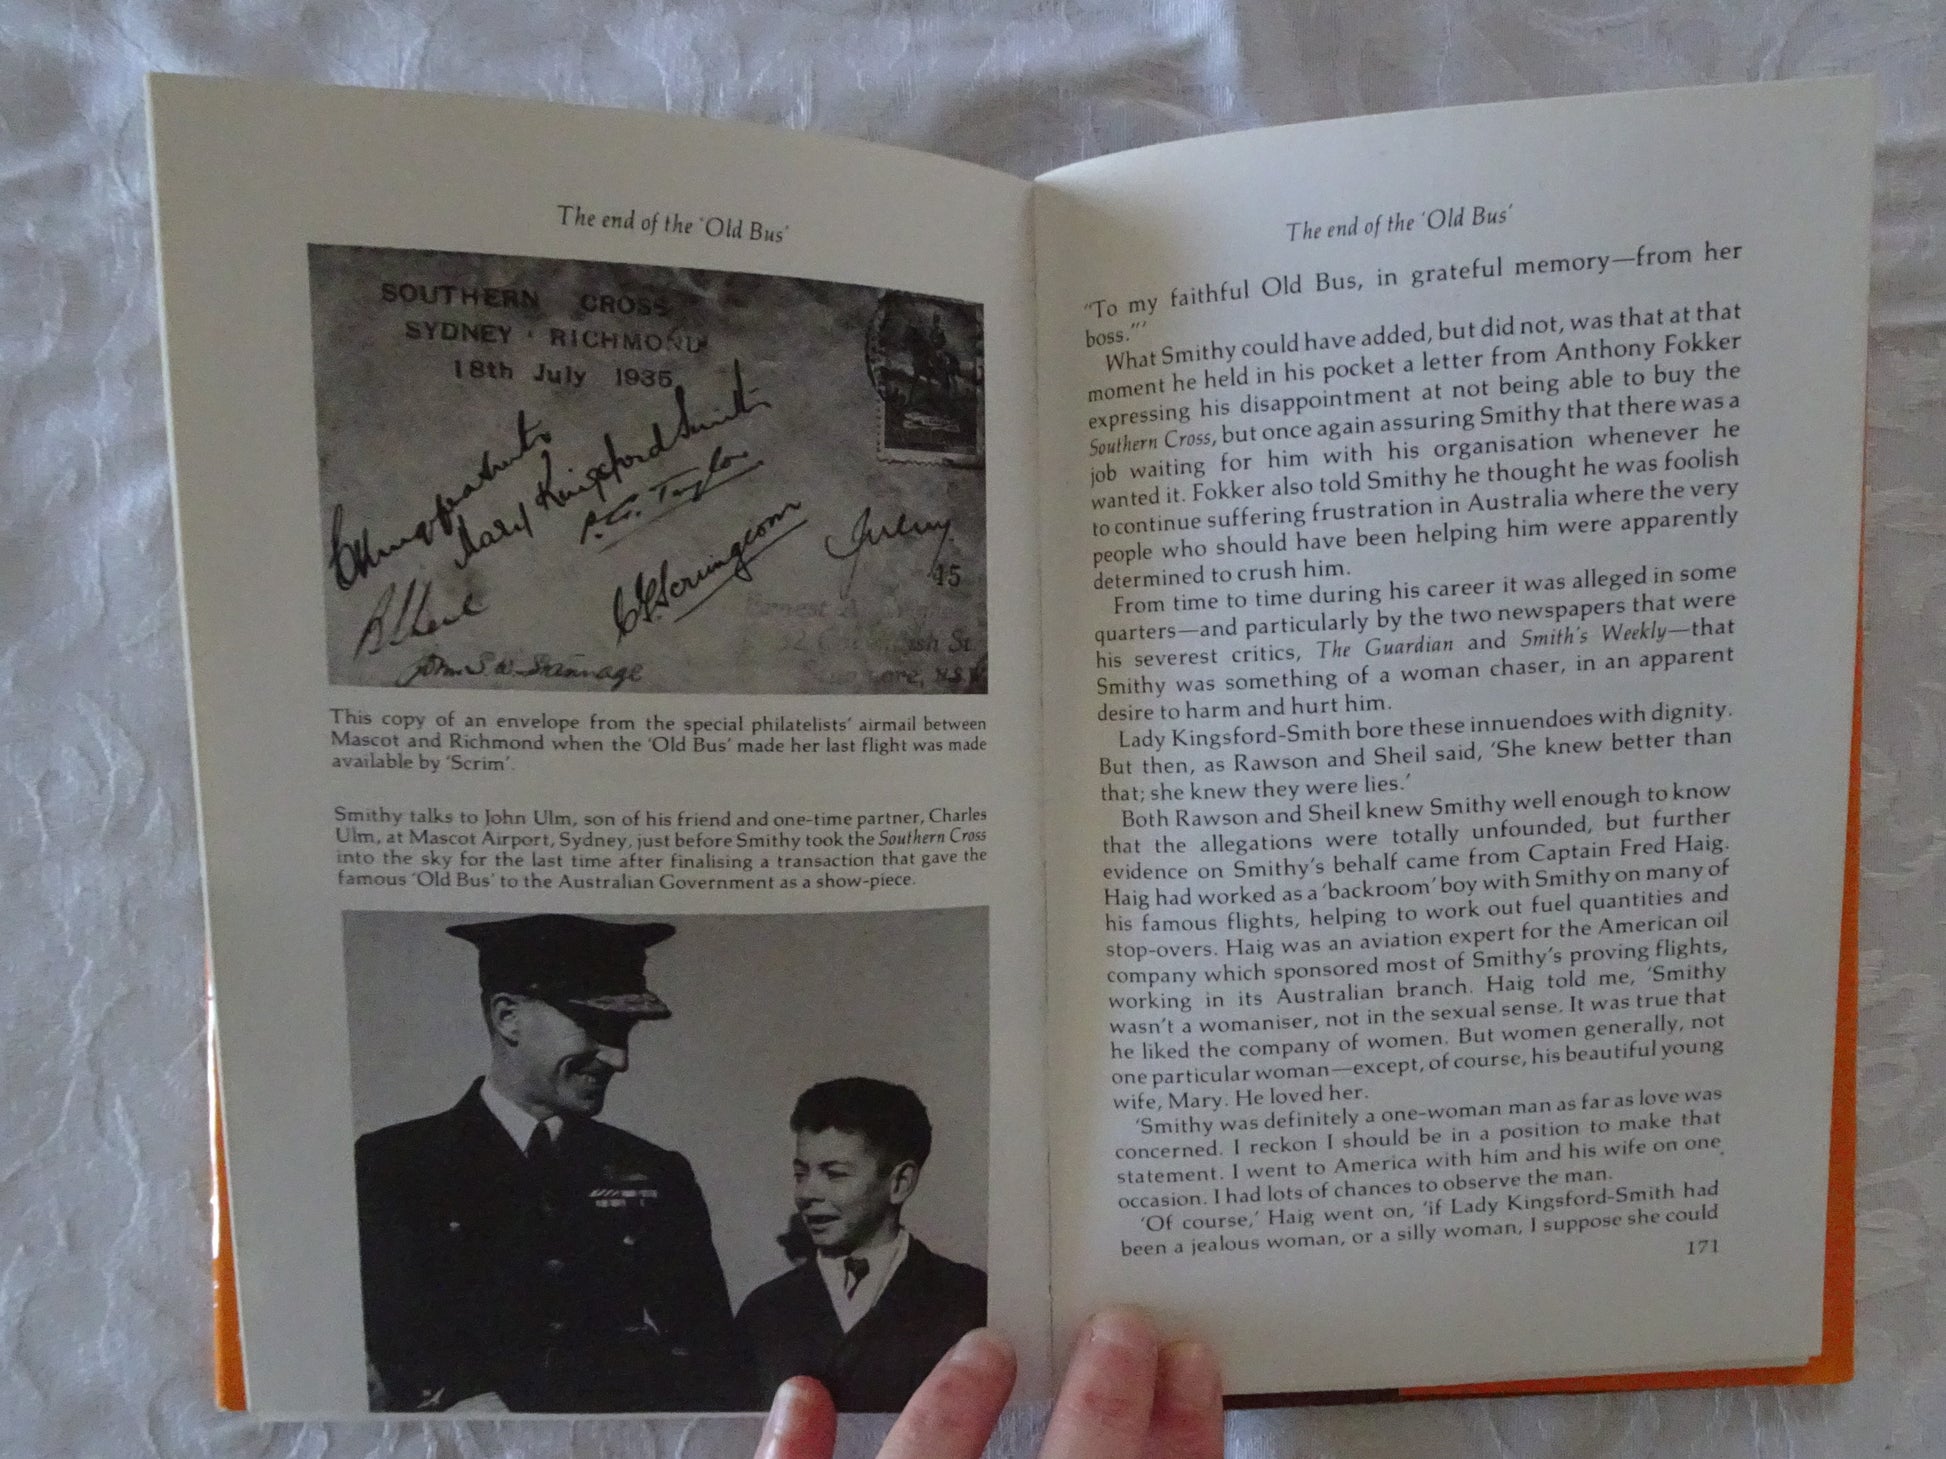 The end of the 'Old Bus'
SOUTHERN CROSS
SYDNEY · RICHMOND
18th July 1935
Mary Kingsford Smith
P.G. Taylor
John S W Stannage
15
This copy of an envelope from the special philatelists' airmail between
Mascot and Richmond when the 'Old Bus' made her last flight was made
available by 'Scrim'.
Smithy talks to John Ulm, son of his friend and one-time partner, Charles
Ulm, at Mascot Airport, Sydney, just before Smithy took the Southern Cross
into the sky for the last time after finalising a transaction that gave the
famous 'Old Bus' to the Australian Government as a show-piece.
The end of the 'Old Bus'
"To my faithful Old Bus, in grateful memory—from her
boss."'
What Smithy could have added, but did not, was that at that
moment he held in his pocket a letter from Anthony Fokker
expressing his disappointment at not being able to buy the
Southern Cross, but once again assuring Smithy that there was a
job waiting for him with his organisation whenever he
wanted it. Fokker also told Smithy he thought he was foolish
to continue suffering frustration in Australia where the very
people who should have been helping him were apparently
determined to crush him.
From time to time during his career it was alleged in some
quarters—and particularly by the two newspapers that were
his severest critics, The Guardian and Smith's Weekly—that
Smithy was something of a woman chaser, in an apparent
desire to harm and hurt him.
Lady Kingsford-Smith bore these innuendoes with dignity.
But then, as Rawson and Sheil said, 'She knew better than
that; she knew they were lies.'
Both Rawson and Sheil knew Smithy well enough to know
that the allegations were totally unfounded, but further
evidence on Smithy's behalf came from Captain Fred Haig.
Haig had worked as a 'backroom' boy with Smithy on many of
his famous flights, helping to work out fuel quantities and
stop-overs. Haig was an aviation expert for the American oil
company which sponsored most of Smithy's proving flights,
working in its Australian branch. Haig told me, 'Smithy
wasn't a womaniser, not in the sexual sense. It was true that
he liked the company of women. But women generally, not
one particular woman—except, of course, his beautiful young
wife, Mary. He loved her.
'Smithy was definitely a one-woman man as far as love was
concerned. I reckon I should be in a position to make that
statement. I went to America with him and his wife on one
occasion. I had lots of chances to observe the man.
'Of course,' Haig went on, 'if Lady Kingsford-Smith had
been a jealous woman, or a silly woman, I suppose she could
171